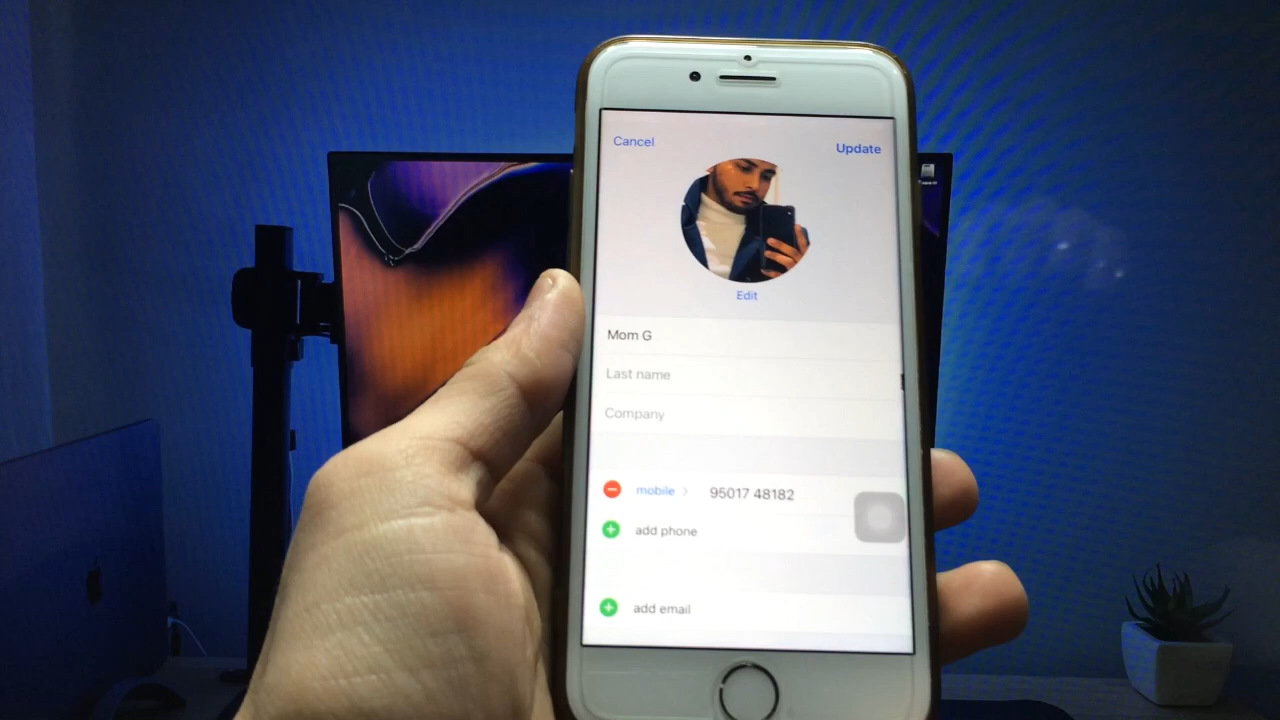 Cancel
Update
Edit
Mom G
Last name
Company
mobile
95017 48182
add phone
add email